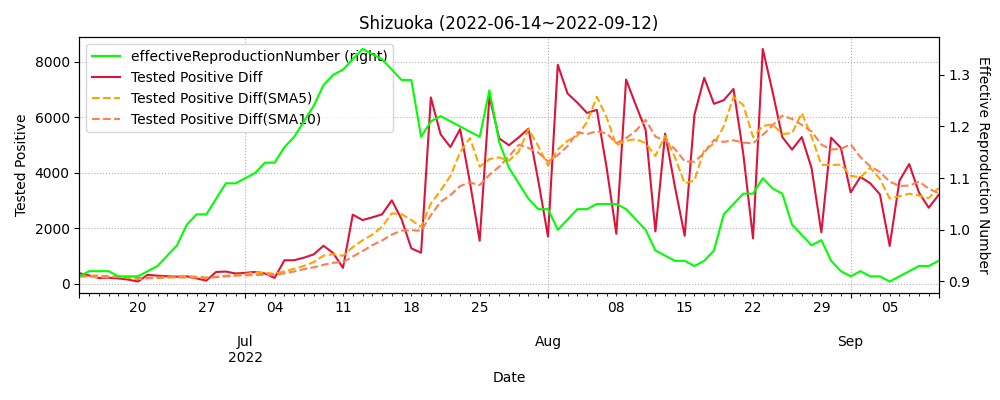 Shizuoka (2022-06-14~2022-09-12)
effectiveReproductionNumber (right)
Tested Positive Diff
Tested Positive Diff(SMA5)
Tested Positive Diff(SMA10)
Tested Positive
8000
6000
4000
2000
0
Effective Reproduction Number
1.3
1.2
1.1
1.0
0.9
20 27 04 11 18 25 08 15 22 29 05
Jul Aug Sep
2022
Date